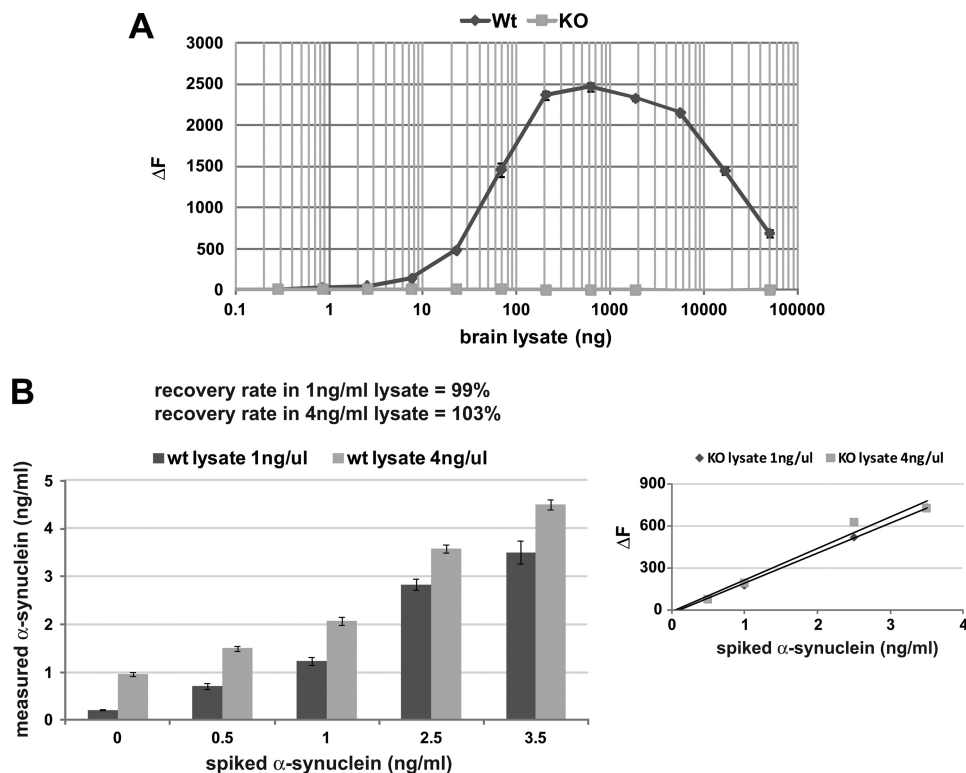 A
Wt KO
3000
2500
2000
1500
1000
500
0
ΔF
0.1 1 10 100 1000 10000 100000
brain lysate (ng)
B
recovery rate in 1ng/ml lysate = 99%
recovery rate in 4ng/ml lysate = 103%
wt lysate 1ng/ul wt lysate 4ng/ul
5
4
3
2
1
0
measured α-synuclein (ng/ml)
0 0.5 1 2.5 3.5
spiked α-synuclein (ng/ml)
KO lysate 1ng/ul KO lysate 4ng/ul
900
600
300
0
ΔF
0 1 2 3 4
spiked α-synuclein (ng/ml)